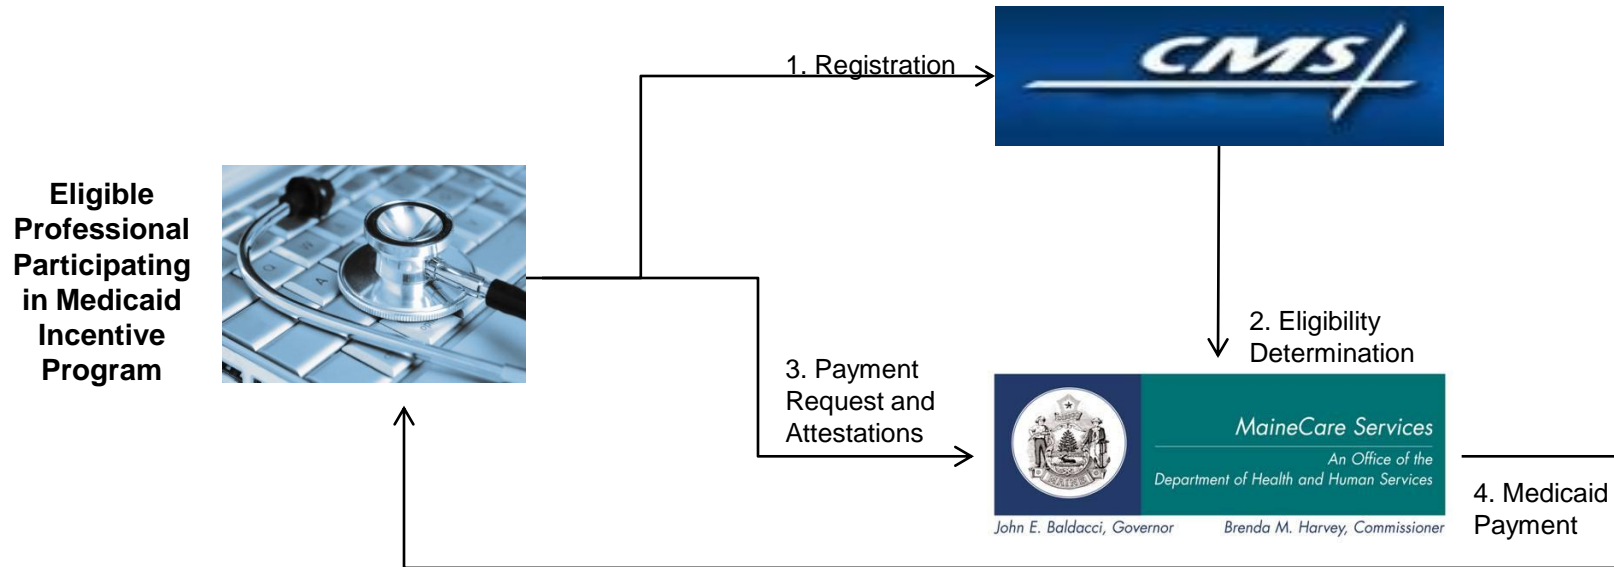 1. Registration
CMS
Eligible
Professional
Participating
in Medicaid
Incentive
Program
2. Eligibility
Determination
3. Payment
Request and
Attestations
MaineCare Services
An Office of the
Department of Health and Human Services
John E. Baldacci, Governor Brenda M. Harvey, Commissioner
4. Medicaid
Payment